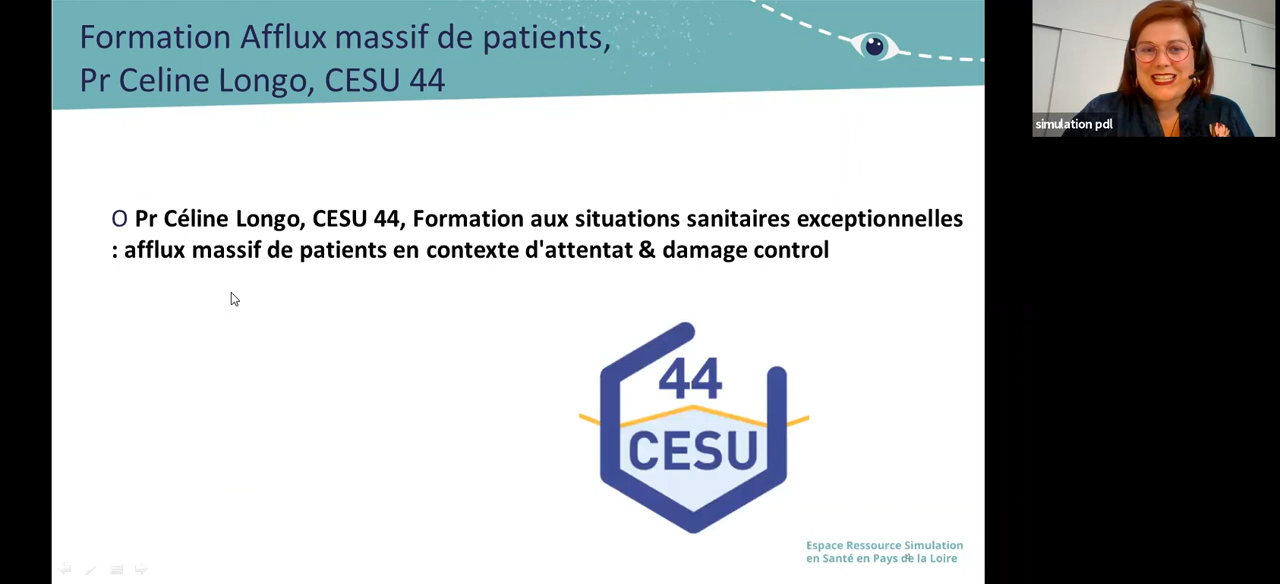 Formation Afflux massif de patients,
Pr Celine Longo, CESU 44
simulation pdl
O Pr Céline Longo, CESU 44, Formation aux situations sanitaires exceptionnelles
: afflux massif de patients en contexte d'attentat & damage control
44
CESU
Espace Ressource Simulation
en Santé en Pays de la Loire